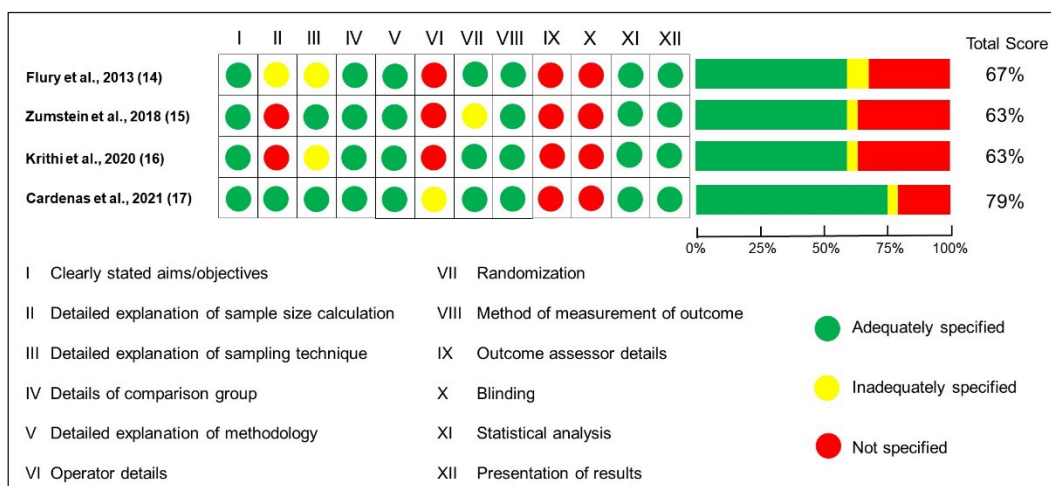 I II III IV V VI VII VIII IX X XI XII
Total Score
Flury et al., 2013 (14) 67%
Zumstein et al., 2018 (15) 63%
Krithi et al., 2020 (16) 63%
Cardenas et al., 2021 (17) 79%
0% 25% 50% 75% 100%
I Clearly stated aims/objectives
II Detailed explanation of sample size calculation
III Detailed explanation of sampling technique
IV Details of comparison group
V Detailed explanation of methodology
VI Operator details
VII Randomization
VIII Method of measurement of outcome
IX Outcome assessor details
X Blinding
XI Statistical analysis
XII Presentation of results
Adequately specified
Inadequately specified
Not specified